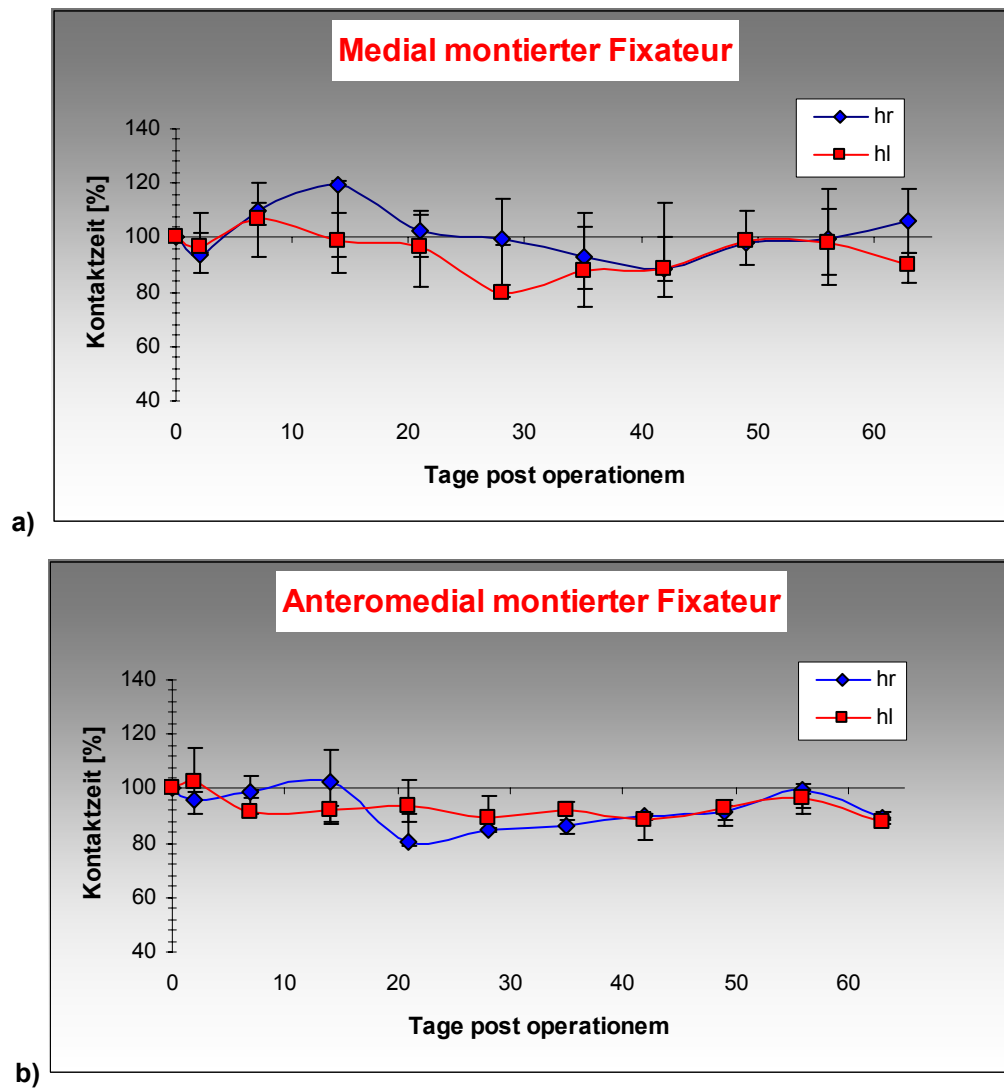 Medial montierter Fixateur
hr
hl
140
120
100
80
60
40
Kontaktzeit [%]
0 10 20 30 40 50 60
Tage post operationem
a)
Anteromedial montierter Fixateur
hr
hl
140
120
100
80
60
40
Kontaktzeit [%]
0 10 20 30 40 50 60
Tage post operationem
b)